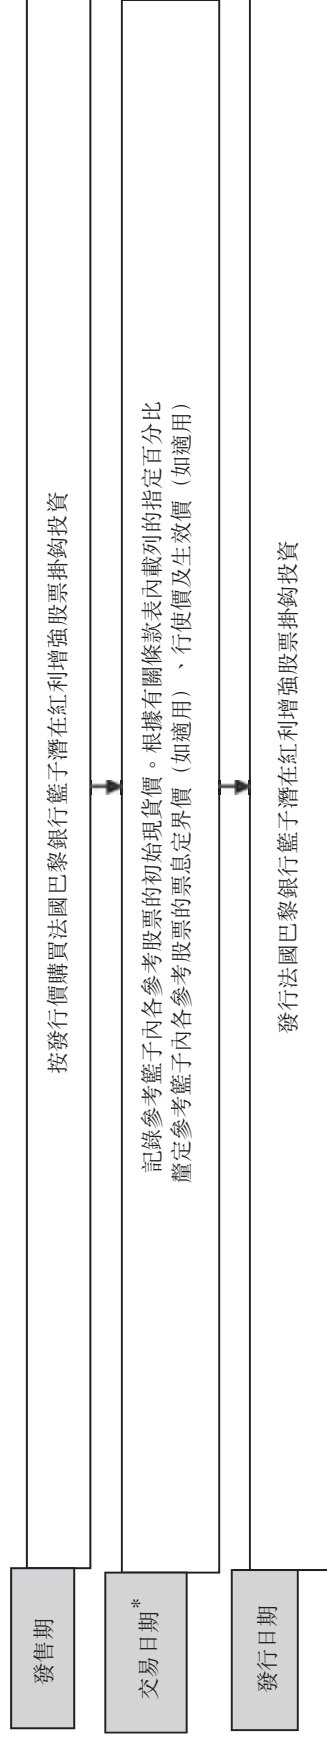 發售期
按發行價購買法國巴黎銀行籃子潛在紅利增強股票掛鈎投資
交易日期*
記錄參考籃子內各參考股票的初始現貨價。根據有關條款表內載列的指定百分比
釐定參考籃子內各參考股票的票息定界價（如適用）、行使價及生效價（如適用）
發行日期
發行法國巴黎銀行籃子潛在紅利增強股票掛鈎投資